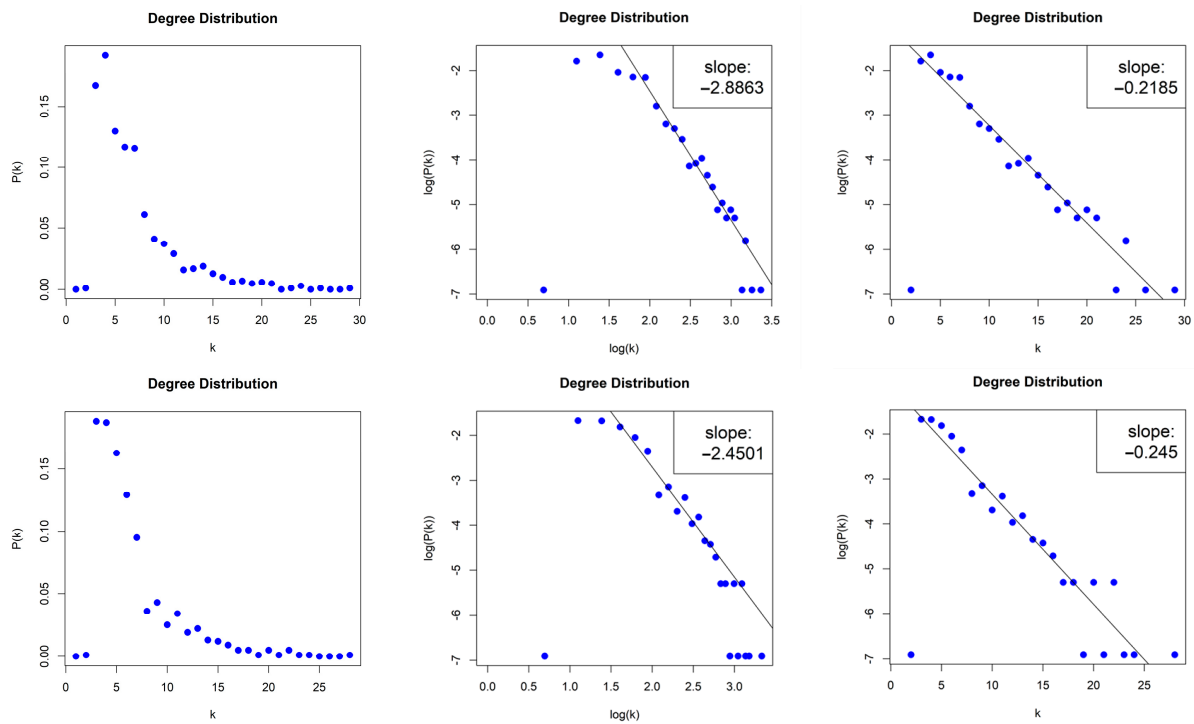 Degree Distribution
P(k)
0.15
0.10
0.05
0.00
0 5 10 15 20 25 30
k
Degree Distribution
slope:
−2.8863
log(P(k))
-2
-3
-4
-5
-6
-7
0.0 0.5 1.0 1.5 2.0 2.5 3.0 3.5
log(k)
Degree Distribution
slope:
−0.2185
log(P(k))
-2
-3
-4
-5
-6
-7
0 5 10 15 20 25 30
k
Degree Distribution
P(k)
0.15
0.10
0.05
0.00
0 5 10 15 20 25
k
Degree Distribution
slope:
−2.4501
log(P(k))
-2
-3
-4
-5
-6
-7
0.0 0.5 1.0 1.5 2.0 2.5 3.0
log(k)
Degree Distribution
slope:
−0.245
log(P(k))
-2
-3
-4
-5
-6
-7
0 5 10 15 20 25
k